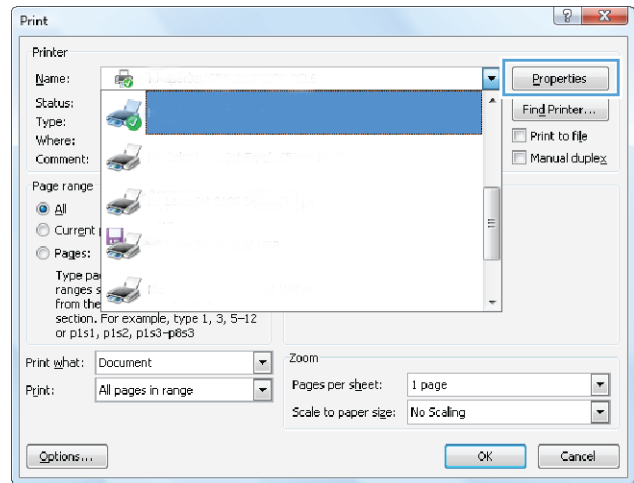 Print
Printer
Name:
Properties
Status:
Find Printer...
Type:
Where:
Print to file
Comment:
Manual duplex
Page range
All
Current
Pages:
Type
ranges
from the
section. For example, type 1, 3, 5–12
or p1s1, p1s2, p1s3–p8s3
Print what: Document
Print: All pages in range
Zoom
Pages per sheet: 1 page
Scale to paper size: No Scaling
Options...
OK Cancel